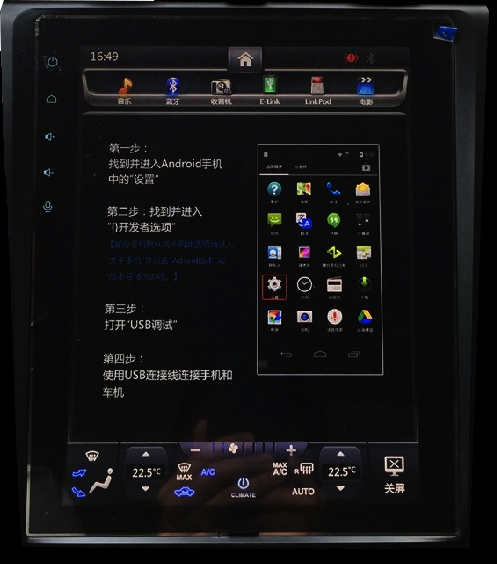 16:49
音乐
蓝牙
收音机
E-Link
LinkPod
电影
第一步：
找到并进入Android手机
中的"设置"
第二步：找到并进入
"{}开发者选项"
第三步：
打开"USB调试"
第四步：
使用USB连接线连接手机和
车机
22.5°C
MAX
A/C
CLIMATE
MAX
A/C
R
AUTO
22.5°C
关屏